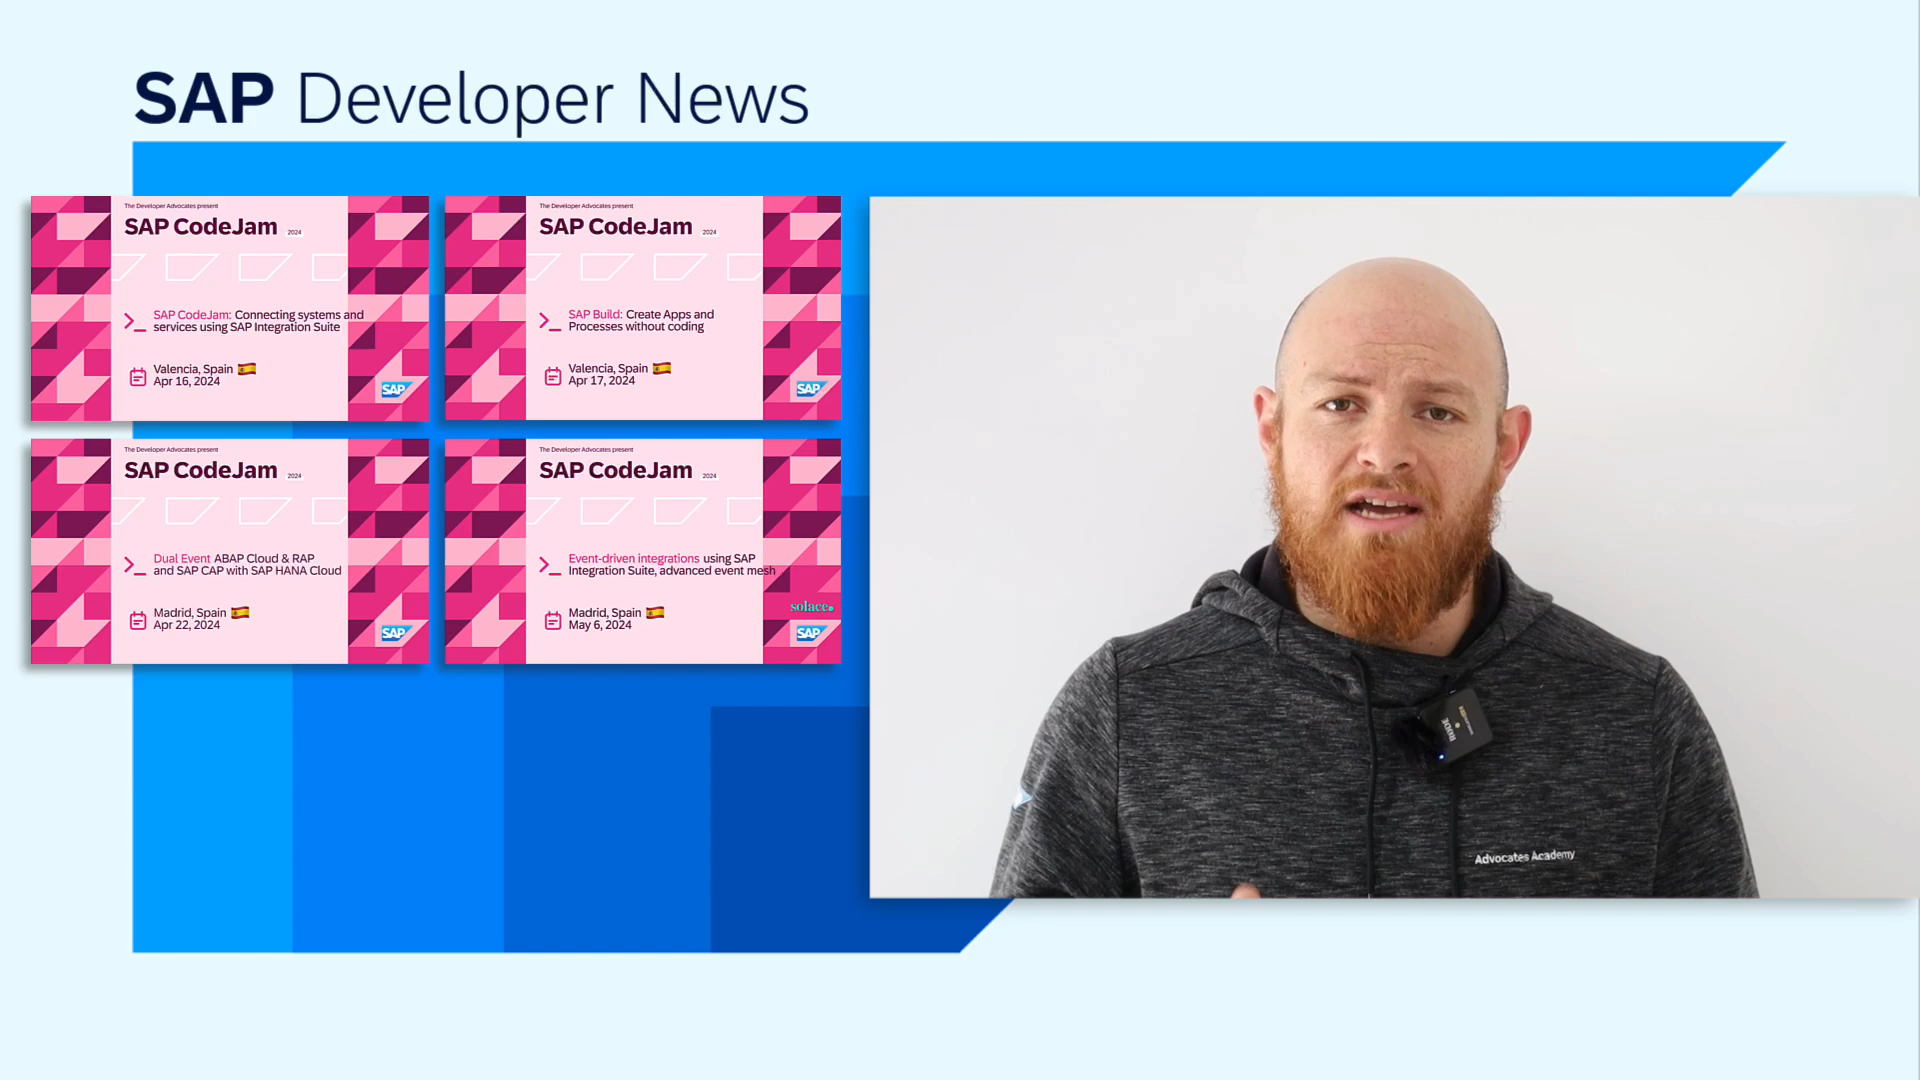 SAP Developer News
The Developer Advocates present
SAP CodeJam 2024
SAP CodeJam: Connecting systems and
services using SAP Integration Suite
Valencia, Spain
Apr 16, 2024
SAP
The Developer Advocates present
SAP CodeJam 2024
SAP Build: Create Apps and
Processes without coding
Valencia, Spain
Apr 17, 2024
SAP
The Developer Advocates present
SAP CodeJam 2024
Dual Event ABAP Cloud & RAP
and SAP CAP with SAP HANA Cloud
Madrid, Spain
Apr 22, 2024
SAP
The Developer Advocates present
SAP CodeJam 2024
Event-driven integrations using SAP
Integration Suite, advanced event mesh
Madrid, Spain
May 6, 2024
solace
SAP
RØDE
Advocates Academy